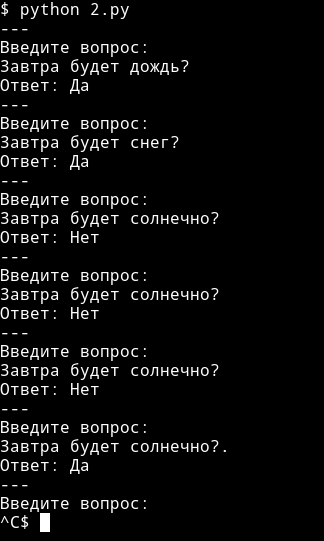 $ python 2.py
---
Введите вопрос:
Завтра будет дождь?
Ответ: Да
---
Введите вопрос:
Завтра будет снег?
Ответ: Да
---
Введите вопрос:
Завтра будет солнечно?
Ответ: Нет
---
Введите вопрос:
Завтра будет солнечно?
Ответ: Нет
---
Введите вопрос:
Завтра будет солнечно?
Ответ: Нет
---
Введите вопрос:
Завтра будет солнечно?.
Ответ: Да
---
Введите вопрос:
^C$